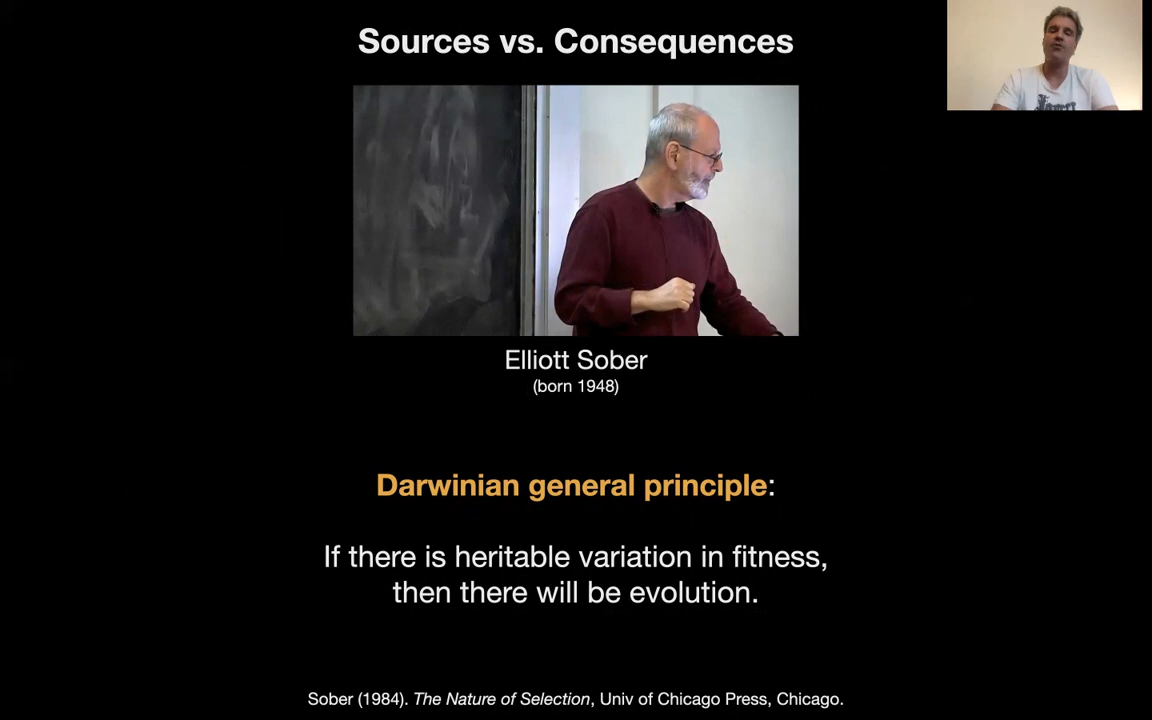 Sources vs. Consequences
Elliott Sober
(born 1948)
Darwinian general principle:
If there is heritable variation in fitness,
then there will be evolution.
Sober (1984). The Nature of Selection, Univ of Chicago Press, Chicago.